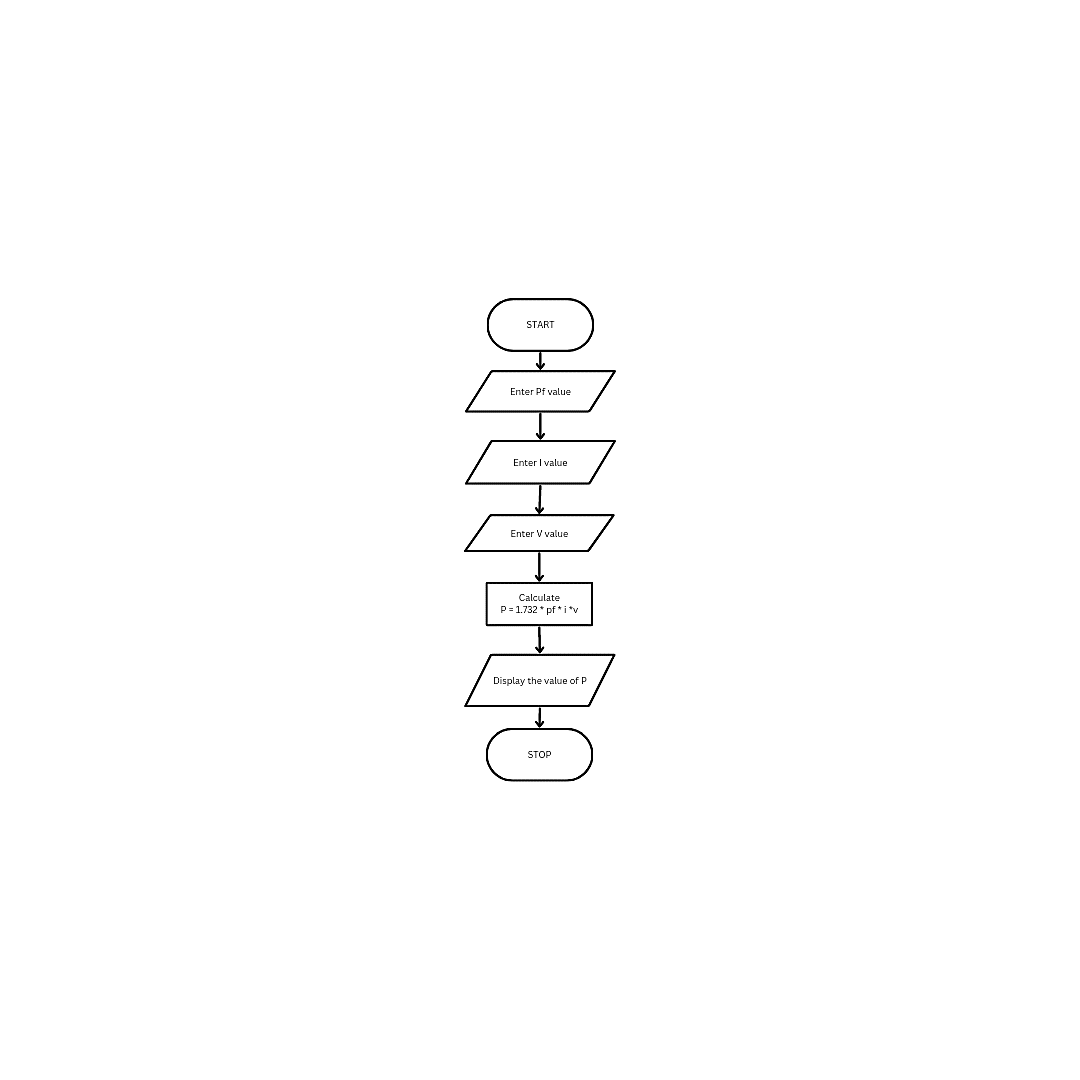 START
Enter Pf value
Enter I value
Enter V value
Calculate
P = 1.732 * pf * i *v
Display the value of P
STOP